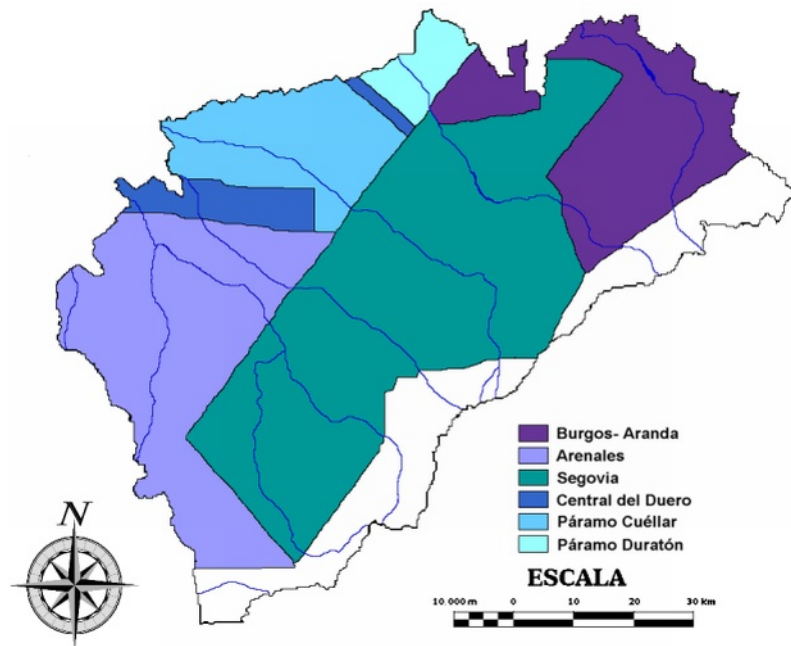 Burgos- Aranda
Arenales
Segovia
Central del Duero
Páramo Cuéllar
Páramo Duratón
N
ESCALA
10.000 m 0 10 20 30 km